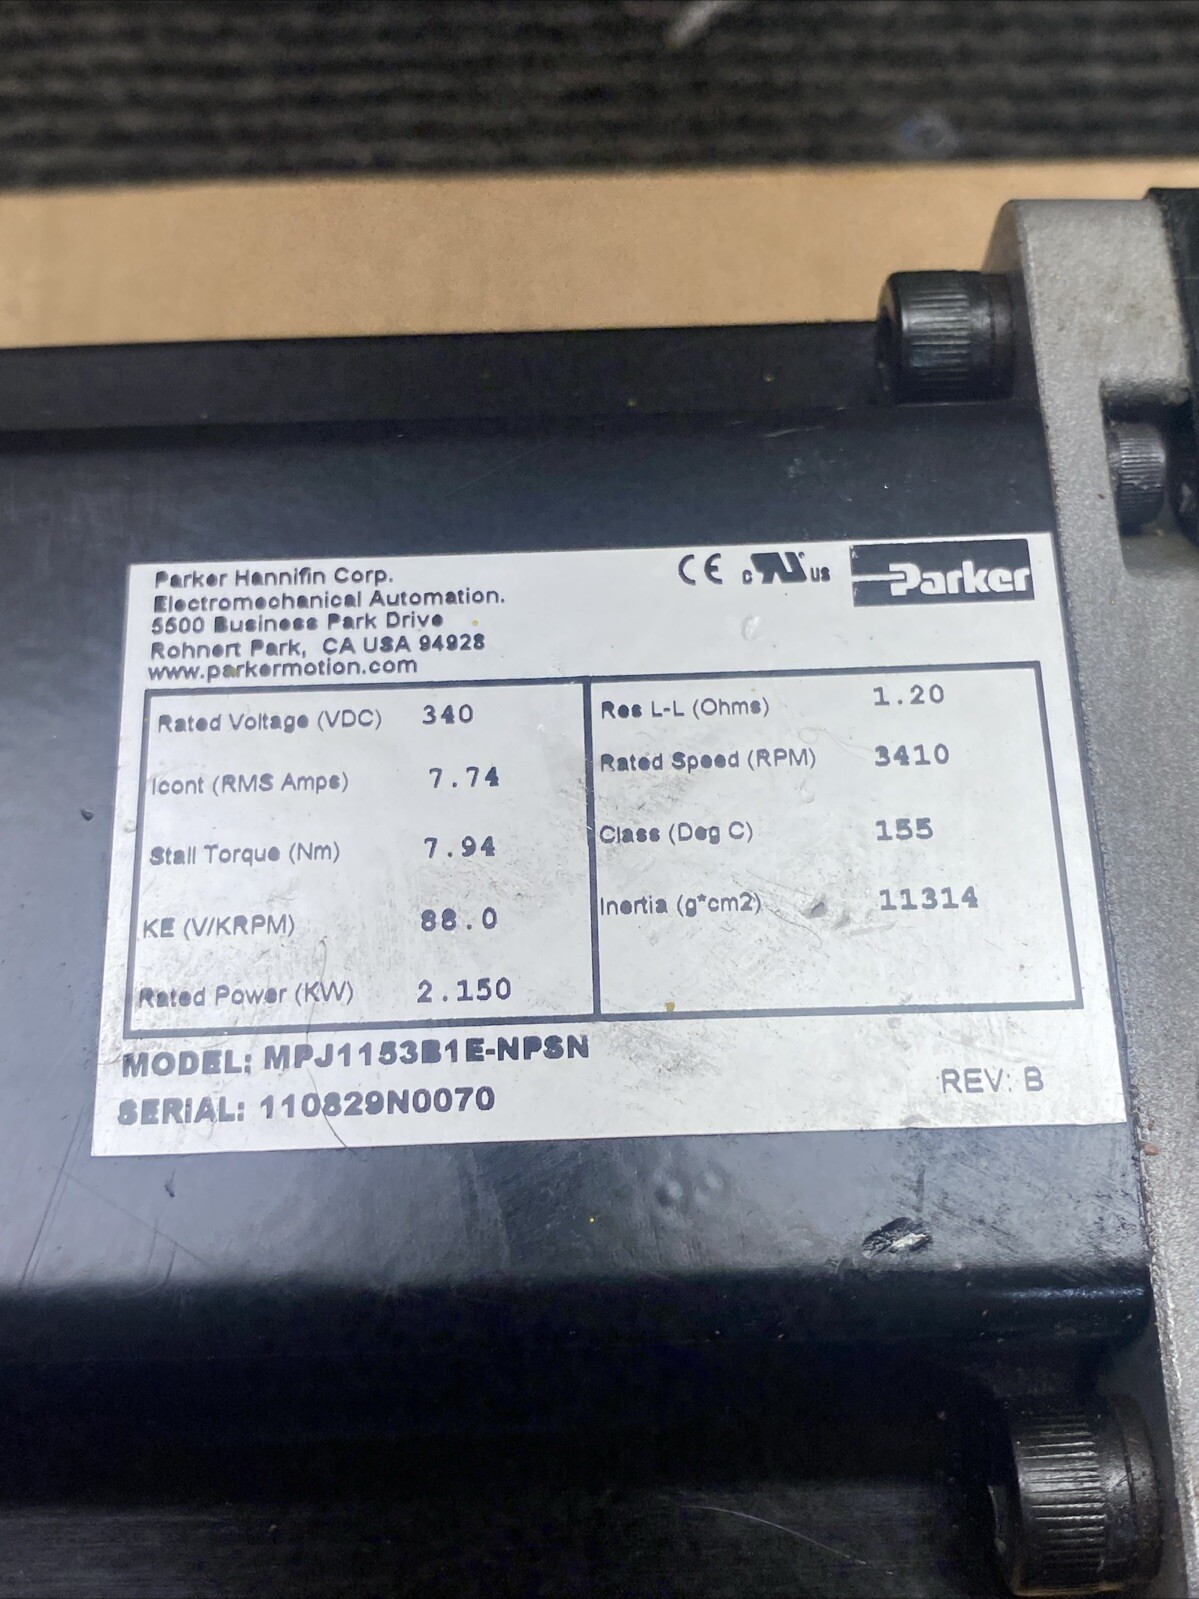 Parker Hannifin Corp.
Electromechanical Automation.
5500 Business Park Drive
Rohnert Park, CA USA 94928
www.parkermotion.com
CE c UL US Parker
Rated Voltage (VDC) 340
Icont (RMS Amps) 7.74
Stall Torque (Nm) 7.94
KE (V/KRPM) 88.0
Rated Power (KW) 2.150
Res L-L (Ohms) 1.20
Rated Speed (RPM) 3410
Class (Deg C) 155
Inertia (g*cm2) 11314
MODEL: MPJ1153B1E-NPSN
SERIAL: 110829N0070
REV: B